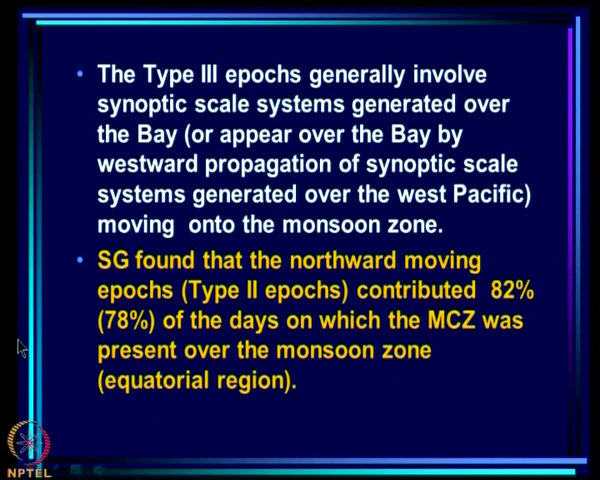 • The Type III epochs generally involve
synoptic scale systems generated over
the Bay (or appear over the Bay by
westward propagation of synoptic scale
systems generated over the west Pacific)
moving onto the monsoon zone.
• SG found that the northward moving
epochs (Type II epochs) contributed 82%
(78%) of the days on which the MCZ was
present over the monsoon zone
(equatorial region).
NPTEL